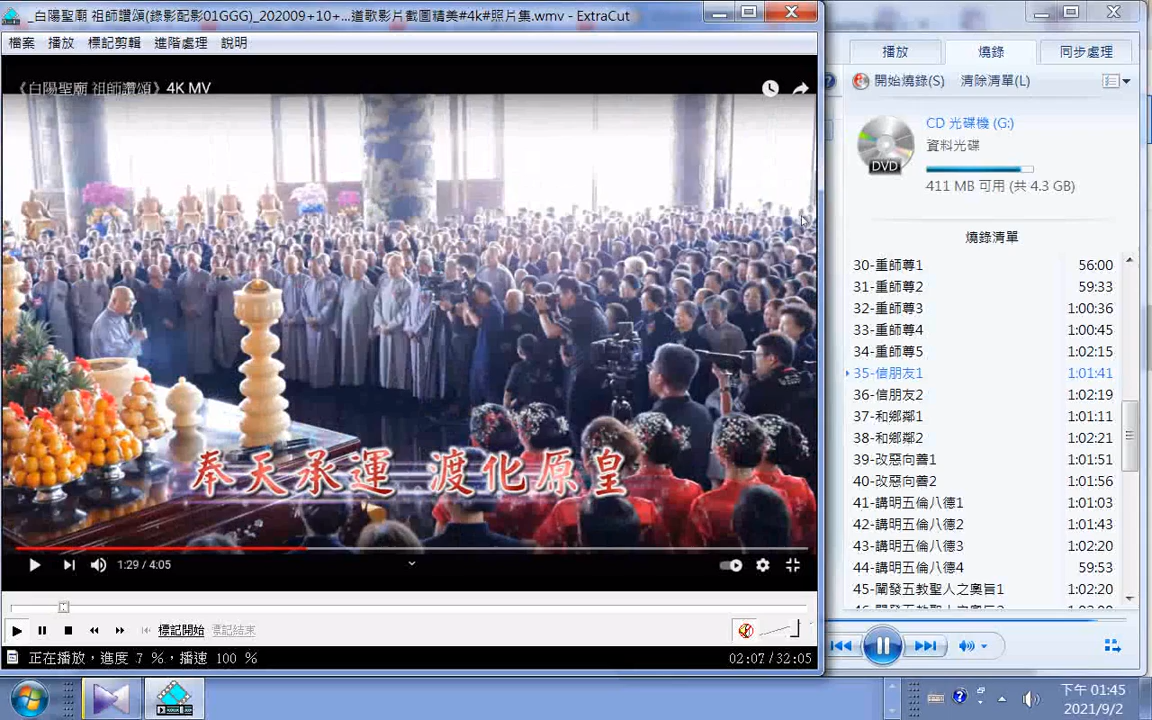 _白陽聖廟 祖師讚頌(錄影配影01GGG)_202009+10+...道歌影片截圖精美#4k#照片集.wmv - ExtraCut
檔案 播放 標記剪輯 進階處理 說明
《白陽聖廟 祖師讚頌》4K MV
奉天承運 渡化原皇
1:29 / 4:05
標記開始 標記結束
正在播放，進度 7 %，播速 100 %
02:07/32:05
播放 燒錄 同步處理
開始燒錄(S) 清除清單(L)
CD 光碟機 (G:)
資料光碟
DVD
411 MB 可用 (共 4.3 GB)
燒錄清單
30-重師尊1 56:00
31-重師尊2 59:33
32-重師尊3 1:00:36
33-重師尊4 1:00:45
34-重師尊5 1:02:15
35-信朋友1 1:01:41
36-信朋友2 1:02:19
37-和鄉鄰1 1:01:11
38-和鄉鄰2 1:02:21
39-改惡向善1 1:01:51
40-改惡向善2 1:01:56
41-講明五倫八德1 1:01:03
42-講明五倫八德2 1:01:43
43-講明五倫八德3 1:02:20
44-講明五倫八德4 59:53
45-闡發五教聖人之奧旨1 1:02:20
下午 01:45
2021/9/2